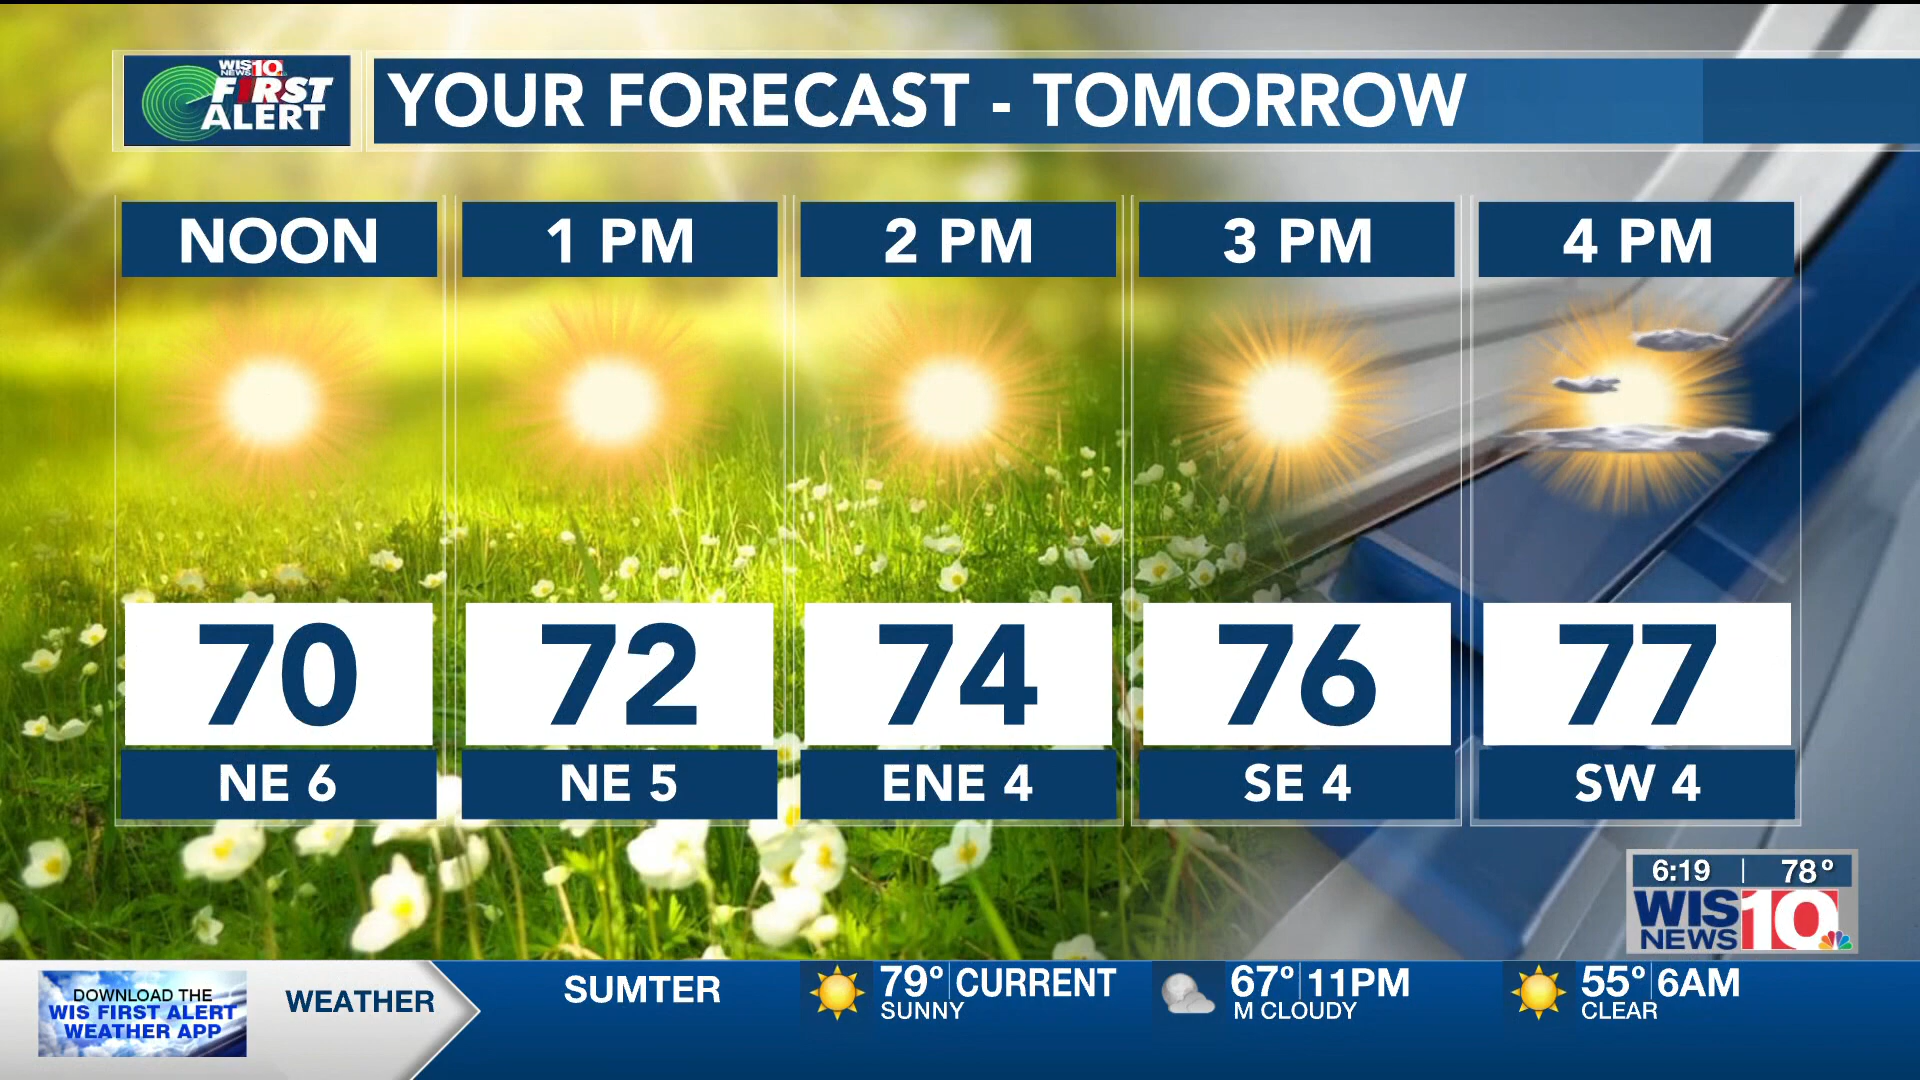 WIS
NEWS 10
FIRST
ALERT
YOUR FORECAST - TOMORROW
NOON
1 PM
2 PM
3 PM
4 PM
70
72
74
76
77
NE 6
NE 5
ENE 4
SE 4
SW 4
6:19 | 78°
WIS 10
NEWS
DOWNLOAD THE
WIS FIRST ALERT
WEATHER APP
WEATHER
SUMTER
79° | CURRENT
SUNNY
67° | 11PM
M CLOUDY
55° | 6AM
CLEAR